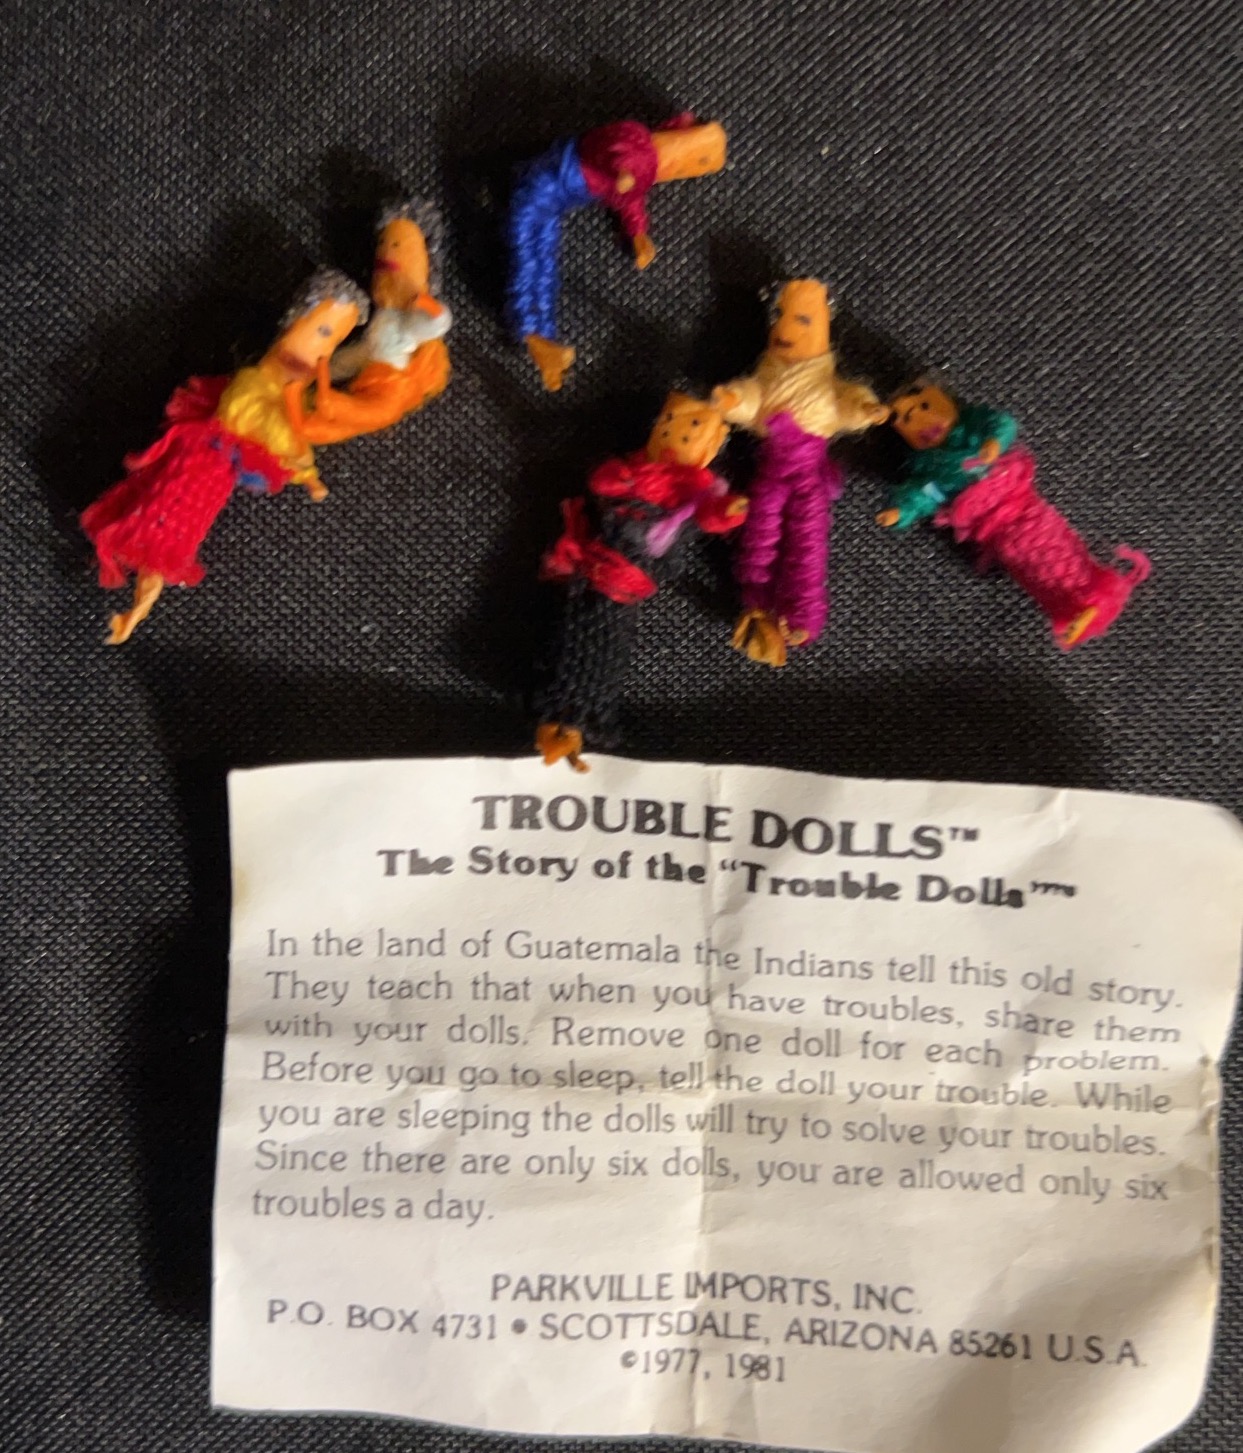 TROUBLE DOLLS™
The Story of the "Trouble Dolls"™
In the land of Guatemala the Indians tell this old story.
They teach that when you have troubles, share them
with your dolls. Remove one doll for each problem.
Before you go to sleep, tell the doll your trouble. While
you are sleeping the dolls will try to solve your troubles.
Since there are only six dolls, you are allowed only six
troubles a day.
PARKVILLE IMPORTS, INC.
P.O. BOX 4731 • SCOTTSDALE, ARIZONA 85261 U.S.A.
©1977, 1981